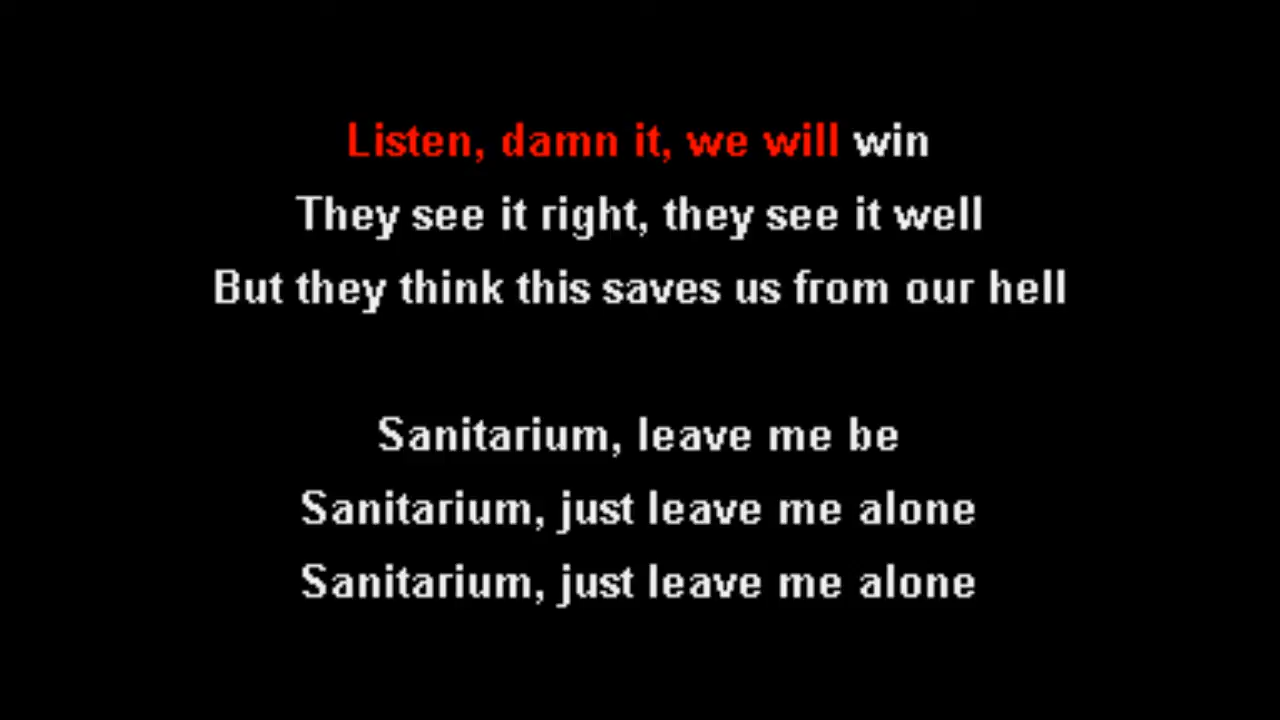 Listen, damn it, we will win
They see it right, they see it well
But they think this saves us from our hell
Sanitarium, leave me be
Sanitarium, just leave me alone
Sanitarium, just leave me alone